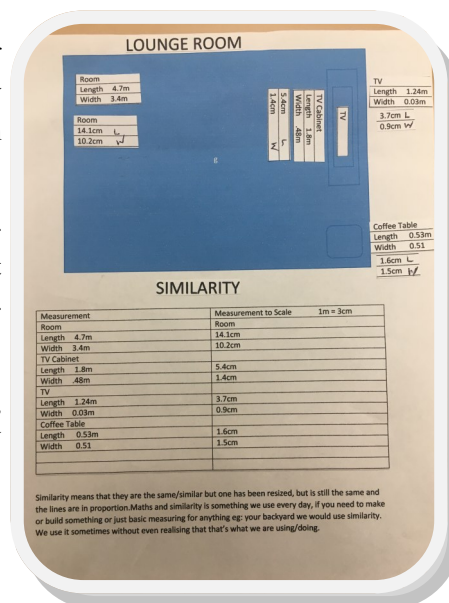 LOUNGE ROOM
Room
Length 4.7m
Width 3.4m
Room
14.1cm L
10.2cm W
TV
TV Cabinet
Length 1.8m
Width .48m
5.4cm L
1.4cm W
TV
Length 1.24m
Width 0.03m
3.7cm L
0.9cm W
Coffee Table
Length 0.53m
Width 0.51
1.6cm L
1.5cm W
SIMILARITY
Measurement Measurement to Scale 1m = 3cm
Room Room
Length 4.7m 14.1cm
Width 3.4m 10.2cm
TV Cabinet
Length 1.8m 5.4cm
Width .48m 1.4cm
TV
Length 1.24m 3.7cm
Width 0.03m 0.9cm
Coffee Table
Length 0.53m 1.6cm
Width 0.51 1.5cm
Similarity means that they are the same/similar but one has been resized, but is still the same and
the lines are in proportion.Maths and similarity is something we use every day, if you need to make
or build something or just basic measuring for anything eg: your backyard we would use similarity.
We use it sometimes without even realising that that's what we are using/doing.